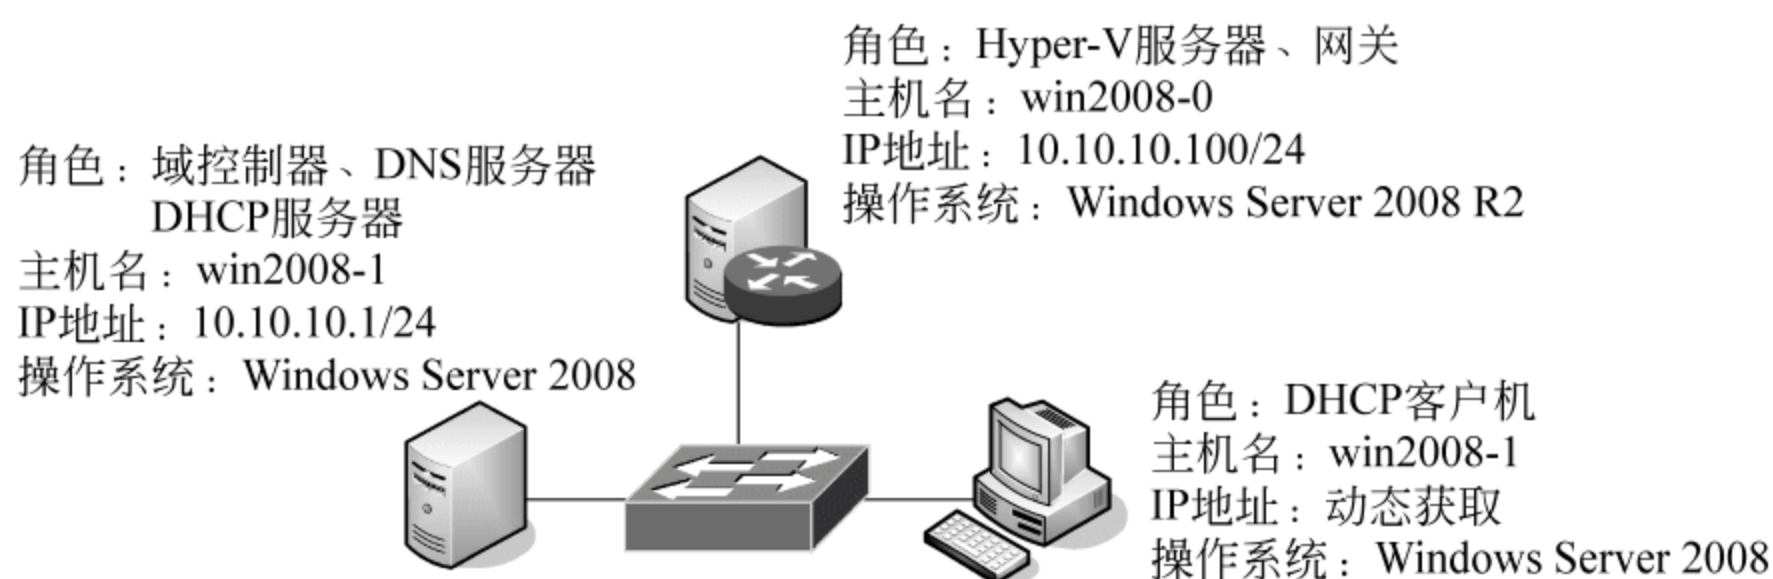 角色：Hyper-V服务器、网关
主机名：win2008-0
IP地址：10.10.10.100/24
操作系统：Windows Server 2008 R2
角色：域控制器、DNS服务器
DHCP服务器
主机名：win2008-1
IP地址：10.10.10.1/24
操作系统：Windows Server 2008
角色：DHCP客户机
主机名：win2008-1
IP地址：动态获取
操作系统：Windows Server 2008